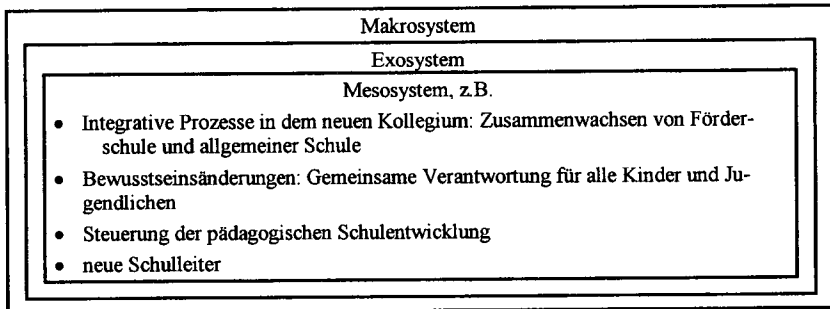 Makrosystem
Exosystem
Mesosystem, z.B.
• Integrative Prozesse in dem neuen Kollegium: Zusammenwachsen von Förder-
schule und allgemeiner Schule
• Bewusstseinsänderungen: Gemeinsame Verantwortung für alle Kinder und Ju-
gendlichen
• Steuerung der pädagogischen Schulentwicklung
• neue Schulleiter